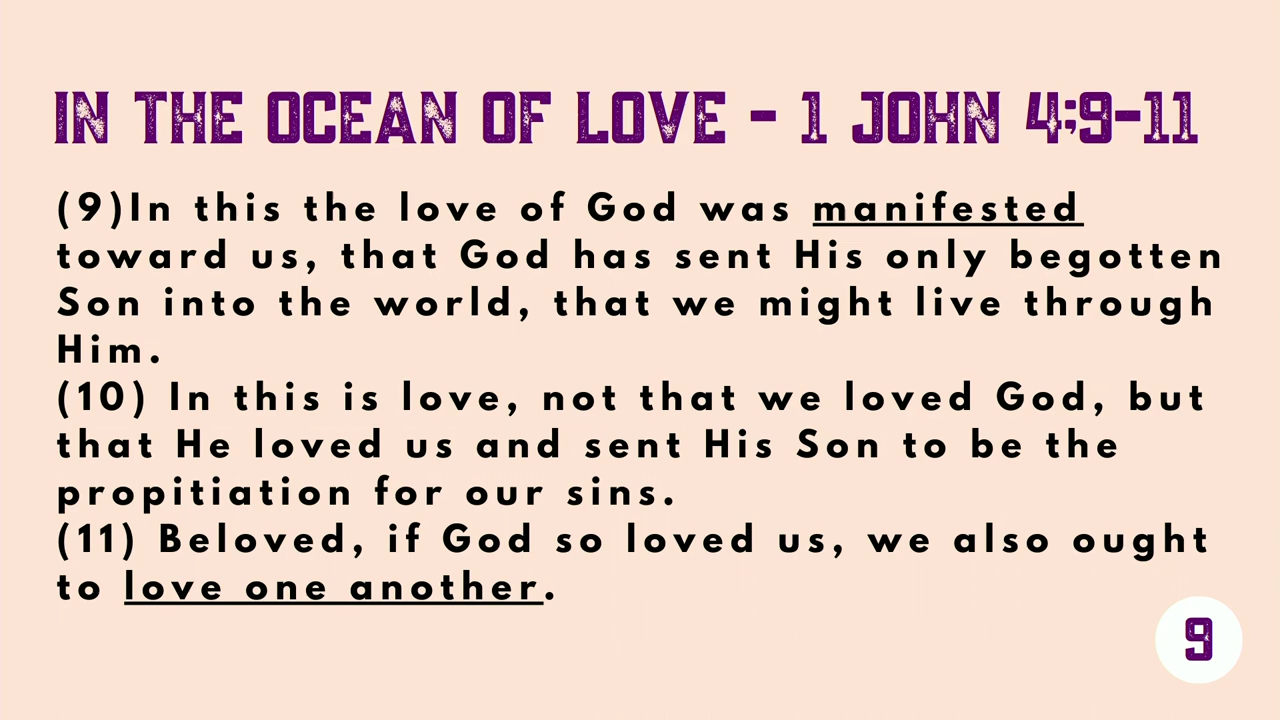 IN THE OCEAN OF LOVE - 1 JOHN 4;9-11
(9)In this the love of God was manifested
toward us, that God has sent His only begotten
Son into the world, that we might live through
Him.
(10) In this is love, not that we loved God, but
that He loved us and sent His Son to be the
propitiation for our sins.
(11) Beloved, if God so loved us, we also ought
to love one another.
9